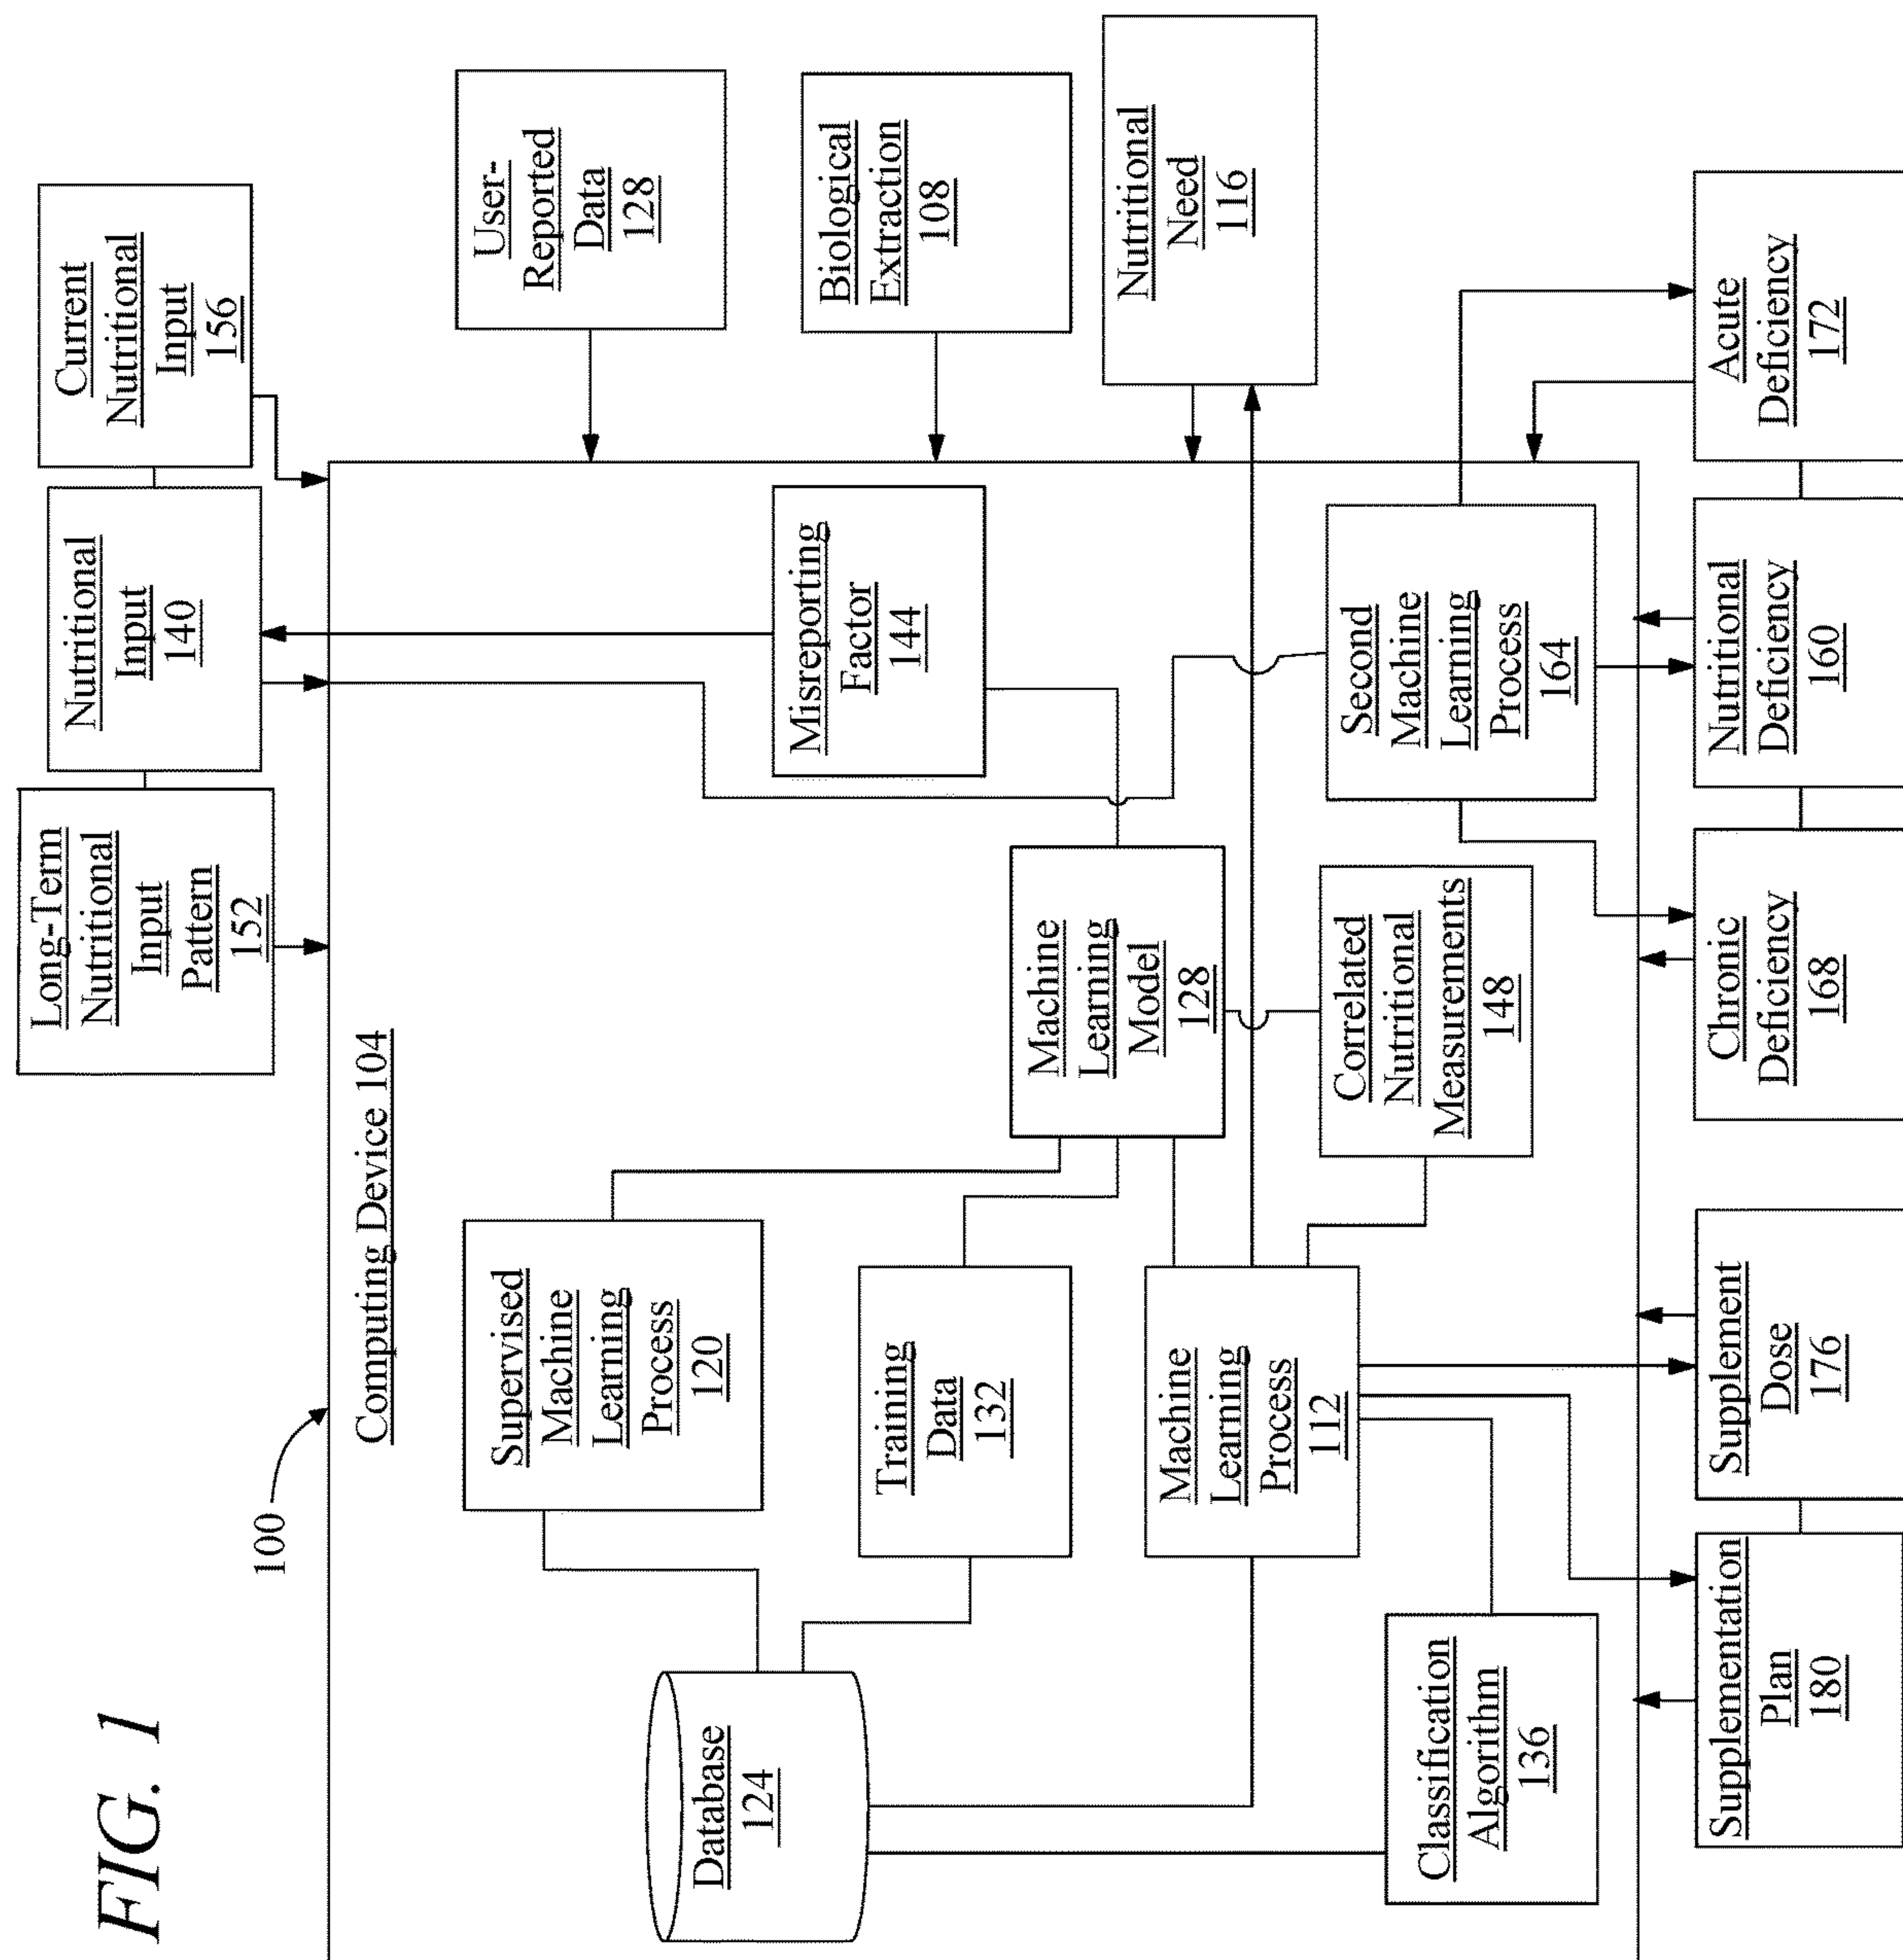 FIG. 1
100
Computing Device 104
Database
124
Supervised
Machine
Learning
Process
120
Training
Data
132
Machine
Learning
Process
112
Classification
Algorithm
136
Machine
Learning
Model
128
Correlated
Nutritional
Measurements
148
Misreporting
Factor
144
Second
Machine
Learning
Process
164
Long-Term
Nutritional
Input
Pattern
152
Nutritional
Input
140
Current
Nutritional
Input
156
User-
Reported
Data
128
Biological
Extraction
108
Nutritional
Need
116
Supplementation
Plan
180
Supplement
Dose
176
Chronic
Deficiency
168
Nutritional
Deficiency
160
Acute
Deficiency
172